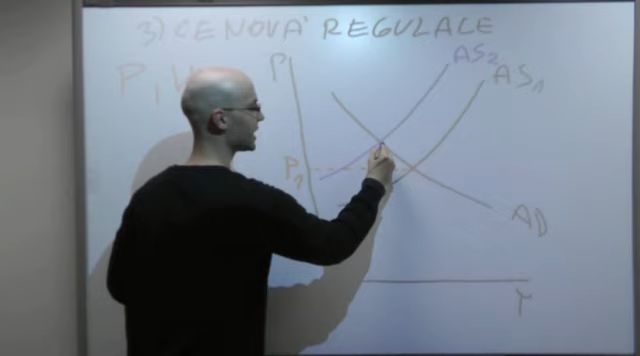 3) CENOVÁ REGULACE
P
AS₂
AS₁
P₁
AD
Y